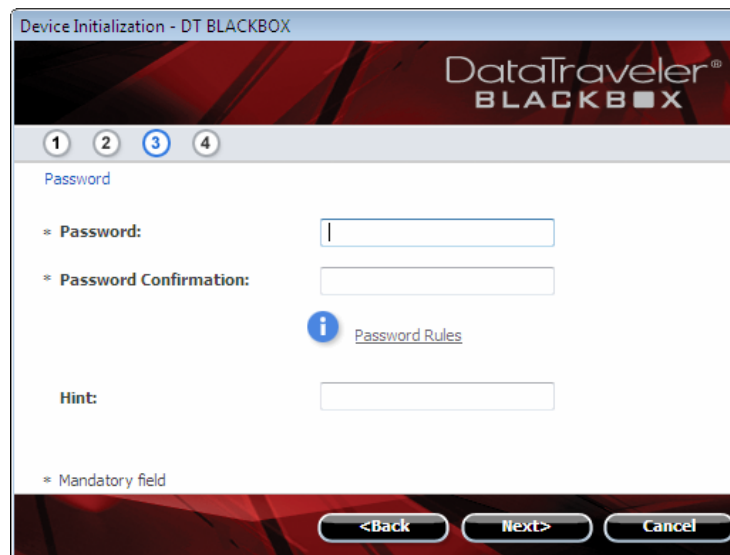 Device Initialization - DT BLACKBOX
DataTraveler®
BLACKBOX
1 2 3 4
Password
* Password:
* Password Confirmation:
i Password Rules
Hint:
* Mandatory field
<Back Next> Cancel